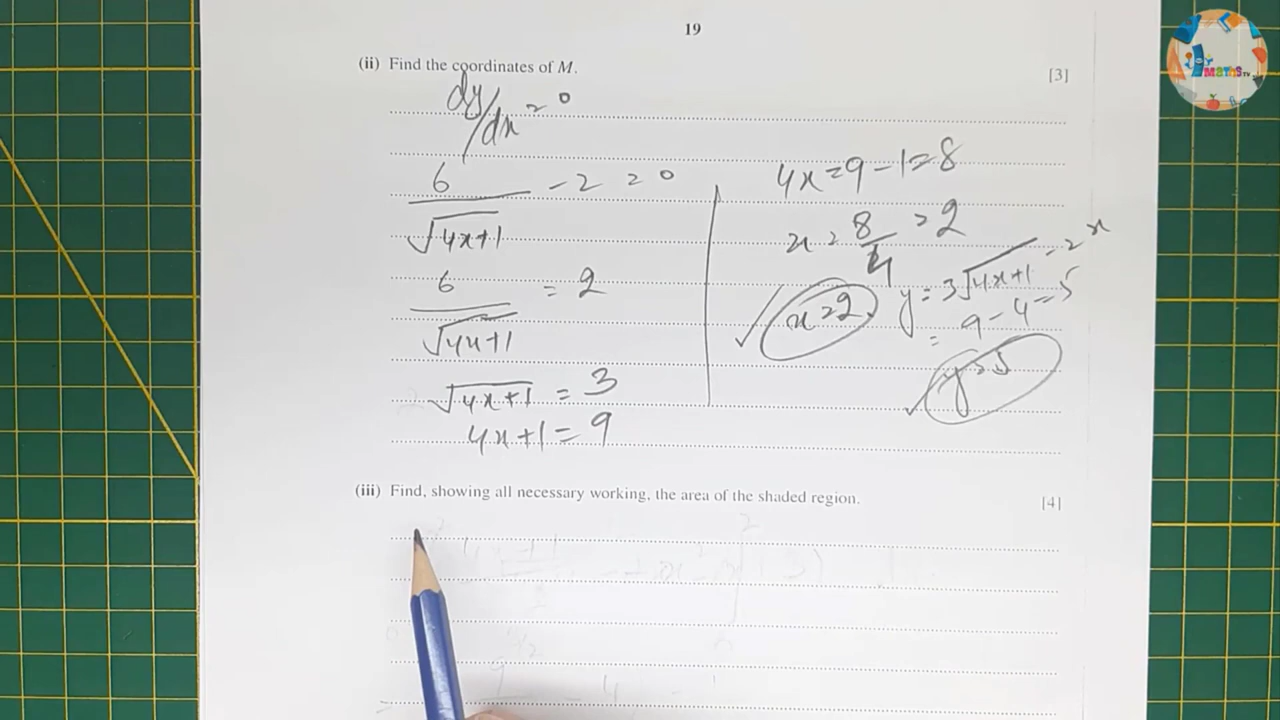 19
(ii) Find the coordinates of M.
[3]
dy/dx = 0
6/√4x+1 - 2 = 0
6/√4x+1 = 2
√4x+1 = 3
4x+1 = 9
4x = 9-1 = 8
x = 8/4 = 2
x = 2, y = 3√4x+1 - 2x
= 9-4=5
y=5
(iii) Find, showing all necessary working, the area of the shaded region.
[4]
MATHS TV